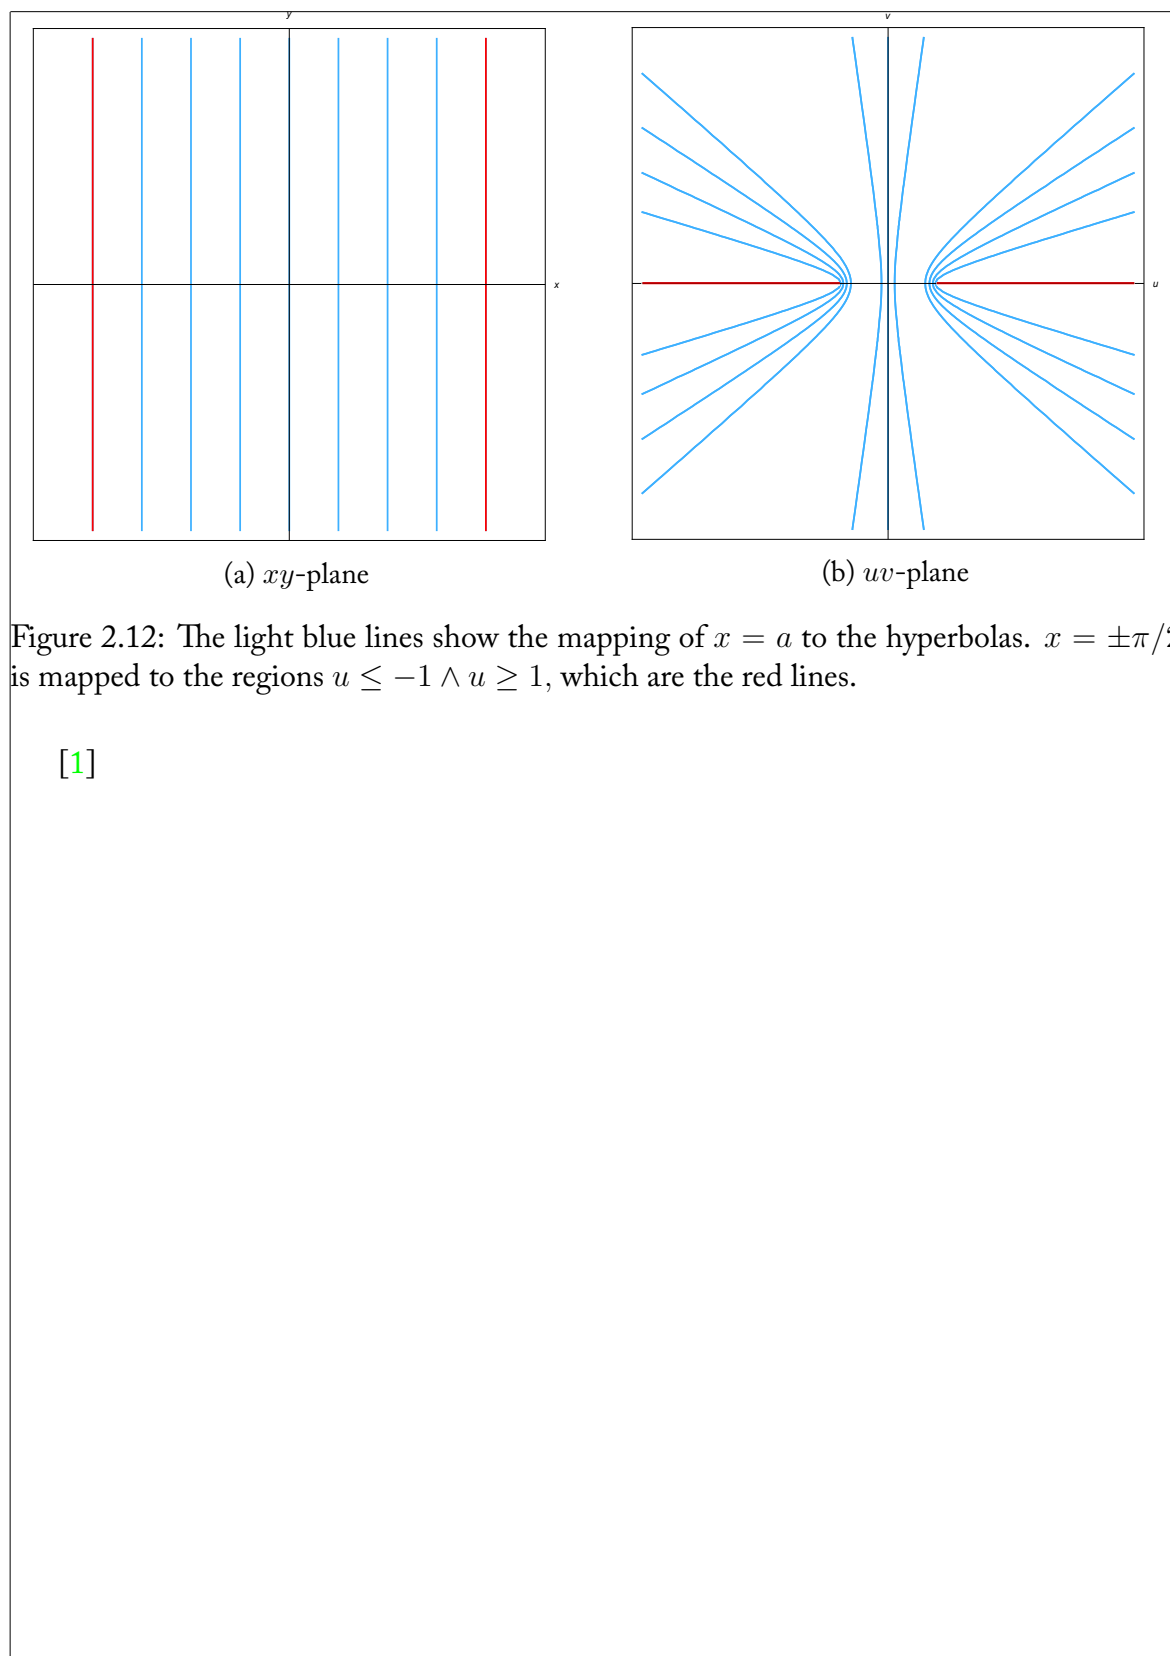 y
v
x
u
(a) xy-plane
(b) uv-plane
Figure 2.12: The light blue lines show the mapping of x = a to the hyperbolas. x = ±π/2
is mapped to the regions u ≤ −1 ∧ u ≥ 1, which are the red lines.
[1]